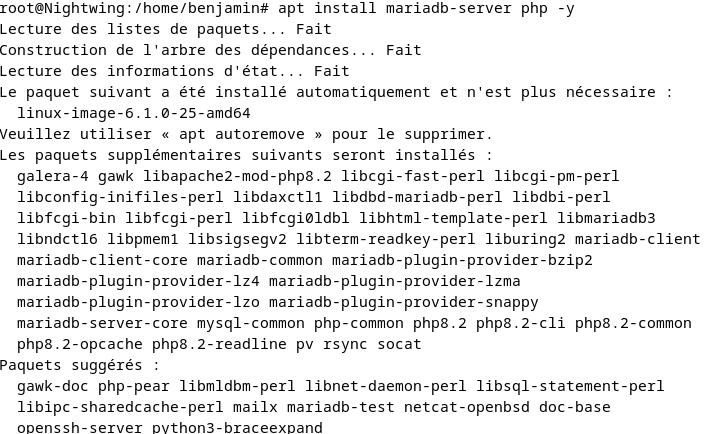 root@Nightwing:/home/benjamin# apt install mariadb-server php -y
Lecture des listes de paquets... Fait
Construction de l'arbre des dépendances... Fait
Lecture des informations d'état... Fait
Le paquet suivant a été installé automatiquement et n'est plus nécessaire :
  linux-image-6.1.0-25-amd64
Veuillez utiliser « apt autoremove » pour le supprimer.
Les paquets supplémentaires suivants seront installés :
  galera-4 gawk libapache2-mod-php8.2 libcgi-fast-perl libcgi-pm-perl
  libconfig-inifiles-perl libdaxctl1 libdbd-mariadb-perl libdbi-perl
  libfcgi-bin libfcgi-perl libfcgi0ldbl libhtml-template-perl libmariadb3
  libndctl6 libpmem1 libsigsegv2 libterm-readkey-perl liburing2 mariadb-client
  mariadb-client-core mariadb-common mariadb-plugin-provider-bzip2
  mariadb-plugin-provider-lz4 mariadb-plugin-provider-lzma
  mariadb-plugin-provider-lzo mariadb-plugin-provider-snappy
  mariadb-server-core mysql-common php-common php8.2 php8.2-cli php8.2-common
  php8.2-opcache php8.2-readline pv rsync socat
Paquets suggérés :
  gawk-doc php-pear libmldbm-perl libnet-daemon-perl libsql-statement-perl
  libipc-sharedcache-perl mailx mariadb-test netcat-openbsd doc-base
  openssh-server python3-braceexpand